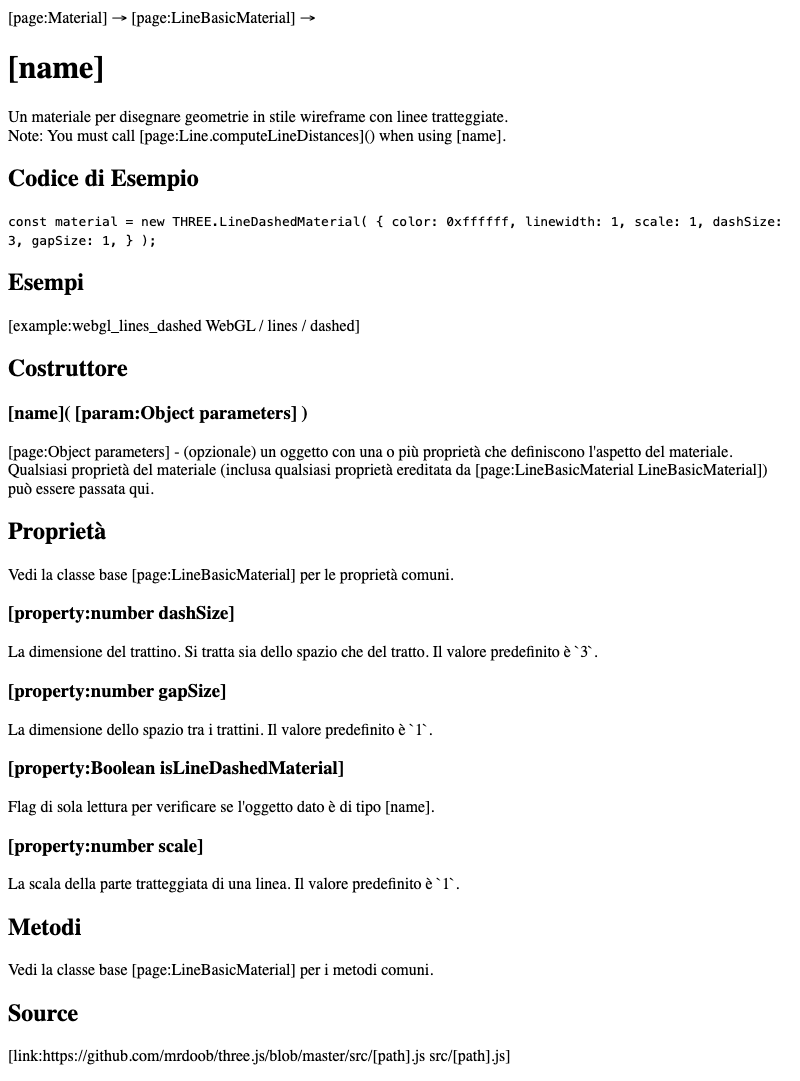 [page:Material] → [page:LineBasicMaterial] →
[name]
Un materiale per disegnare geometrie in stile wireframe con linee tratteggiate.
Note: You must call [page:Line.computeLineDistances]() when using [name].
Codice di Esempio
const material = new THREE.LineDashedMaterial( { color: 0xffffff, linewidth: 1, scale: 1, dashSize:
3, gapSize: 1, } );
Esempi
[example:webgl_lines_dashed WebGL / lines / dashed]
Costruttore
[name]( [param:Object parameters] )
[page:Object parameters] - (opzionale) un oggetto con una o più proprietà che definiscono l'aspetto del materiale.
Qualsiasi proprietà del materiale (inclusa qualsiasi proprietà ereditata da [page:LineBasicMaterial LineBasicMaterial])
può essere passata qui.
Proprietà
Vedi la classe base [page:LineBasicMaterial] per le proprietà comuni.
[property:number dashSize]
La dimensione del trattino. Si tratta sia dello spazio che del tratto. Il valore predefinito è `3`.
[property:number gapSize]
La dimensione dello spazio tra i trattini. Il valore predefinito è `1`.
[property:Boolean isLineDashedMaterial]
Flag di sola lettura per verificare se l'oggetto dato è di tipo [name].
[property:number scale]
La scala della parte tratteggiata di una linea. Il valore predefinito è `1`.
Metodi
Vedi la classe base [page:LineBasicMaterial] per i metodi comuni.
Source
[link:https://github.com/mrdoob/three.js/blob/master/src/[path].js src/[path].js]